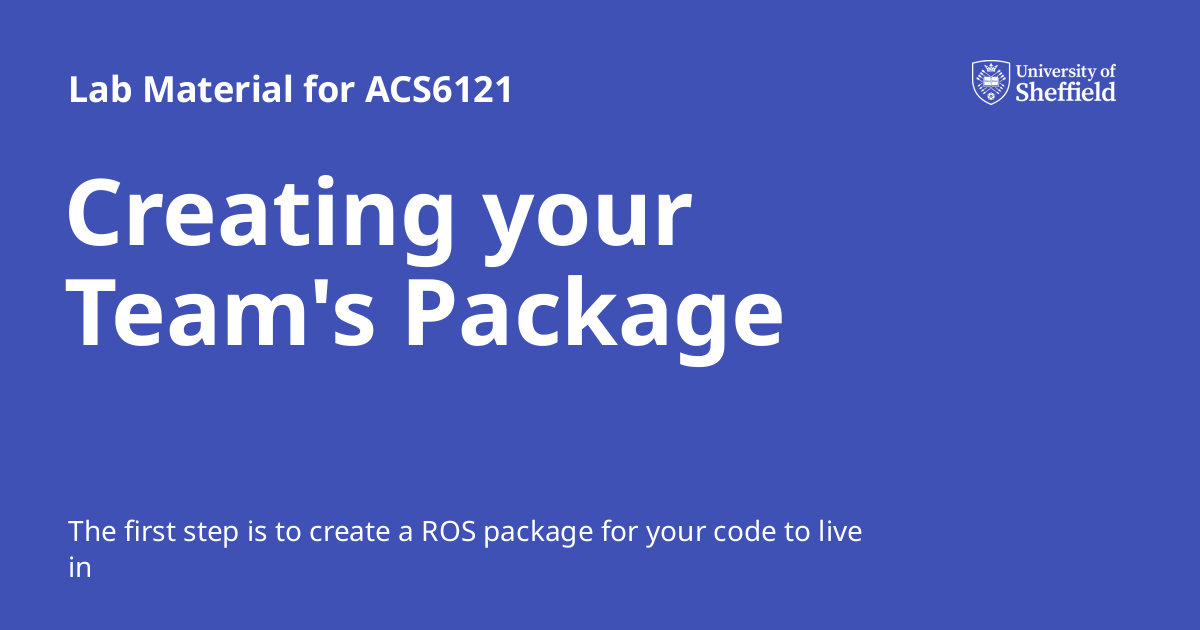 Lab Material for ACS6121
University of
Sheffield
Creating your
Team's Package
The first step is to create a ROS package for your code to live
in